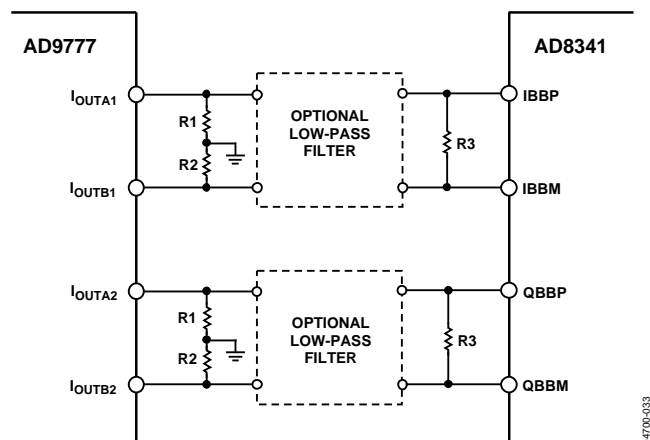 AD9777
AD8341
IOUTA1
R1
R2
IOUTB1
OPTIONAL
LOW-PASS
FILTER
R3
IBBP
IBBM
IOUTA2
R1
R2
IOUTB2
OPTIONAL
LOW-PASS
FILTER
R3
QBBP
QBBM
4700-033